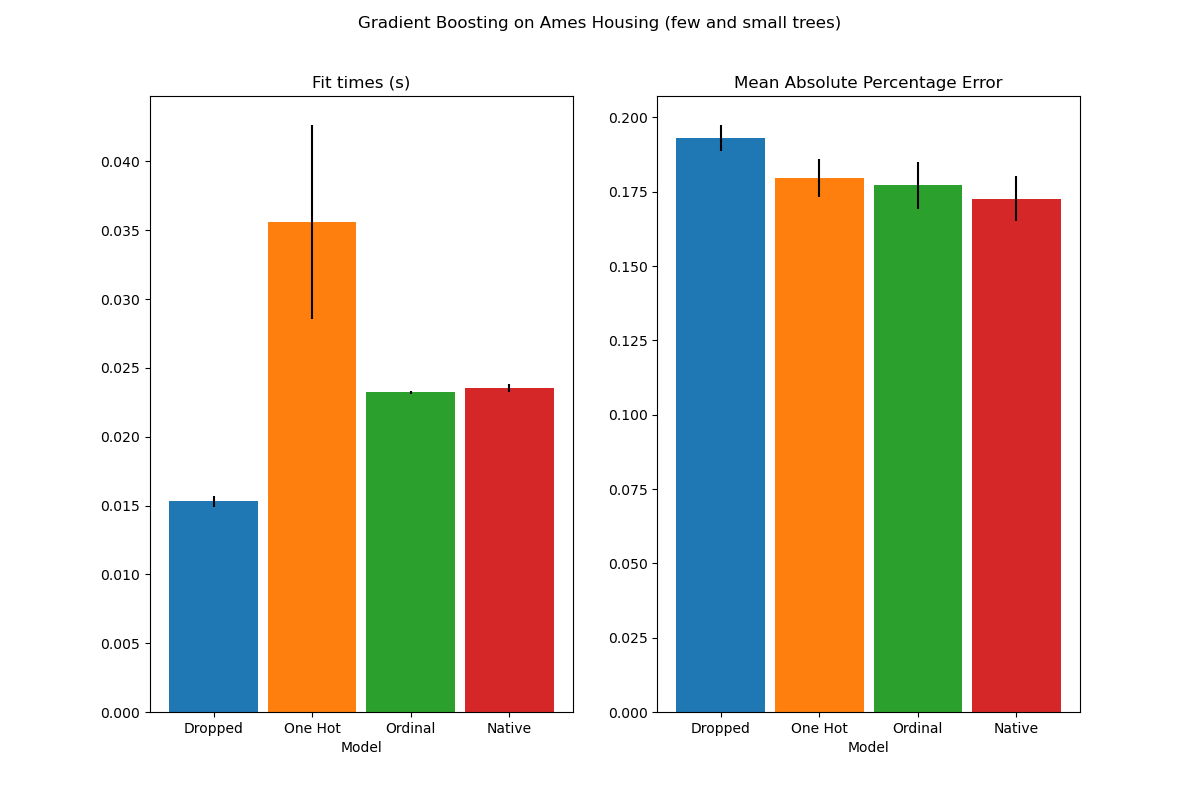 Gradient Boosting on Ames Housing (few and small trees)
Fit times (s)
0.040
0.035
0.030
0.025
0.020
0.015
0.010
0.005
0.000
Dropped One Hot Ordinal Native
Model
Mean Absolute Percentage Error
0.200
0.175
0.150
0.125
0.100
0.075
0.050
0.025
0.000
Dropped One Hot Ordinal Native
Model